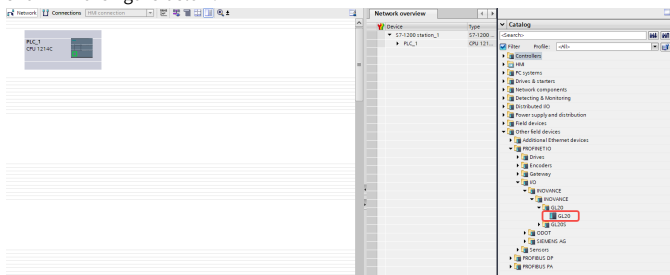 Network Connections HMI connection
Network overview
Device Type
S7-1200 station_1 S7-1200 ...
PLC_1 CPU 121...
PLC_1
CPU 1214C
Catalog
<Search>
Filter Profile: <All>
Controllers
HMI
PC systems
Drives & starters
Network components
Detecting & Monitoring
Distributed I/O
Power supply and distribution
Field devices
Other field devices
Additional Ethernet devices
PROFINET IO
Drives
Encoders
Gateway
I/O
INOVANCE
INOVANCE
GL20
GL20
GL20S
ODOT
SIEMENS AG
Sensors
PROFIBUS DP
PROFIBUS PA